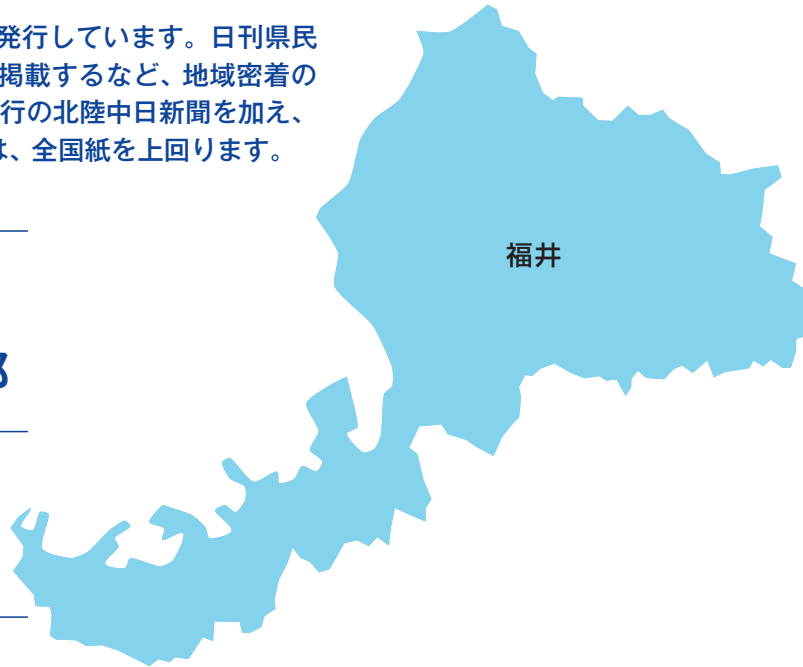 発行しています。日刊県民
掲載するなど、地域密着の
行の北陸中日新聞を加え、
は、全国紙を上回ります。
福井
部